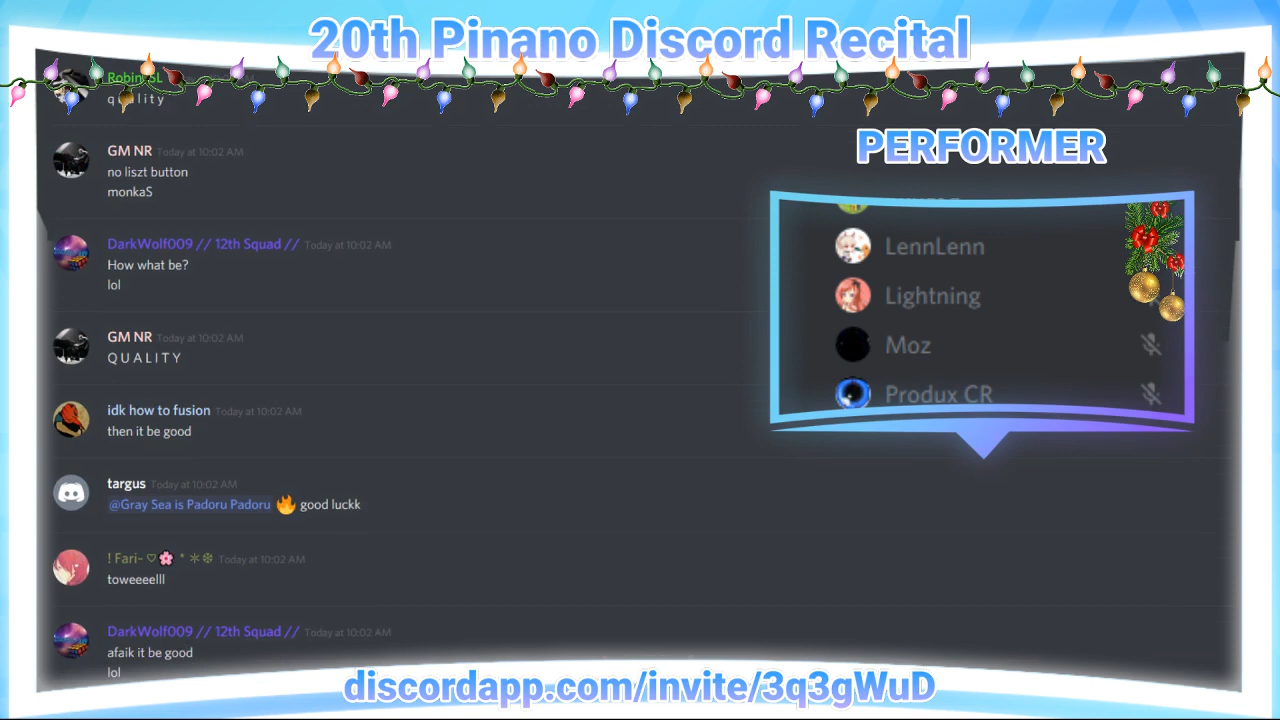 20th Pinano Discord Recital
Robin SL
q u a l i t y
GM NR Today at 10:02 AM
no liszt button
monkaS
DarkWolf009 // 12th Squad // Today at 10:02 AM
How what be?
lol
GM NR Today at 10:02 AM
Q U A L I T Y
idk how to fusion Today at 10:02 AM
then it be good
targus Today at 10:02 AM
@Gray Sea is Padoru Padoru 🔥 good luckk
! Fari- ♡🌸 * ✻❄ Today at 10:02 AM
toweeeelll
DarkWolf009 // 12th Squad // Today at 10:02 AM
afaik it be good
lol
PERFORMER
LennLenn
Lightning
Moz
Produx CR
discordapp.com/invite/3q3gWuD